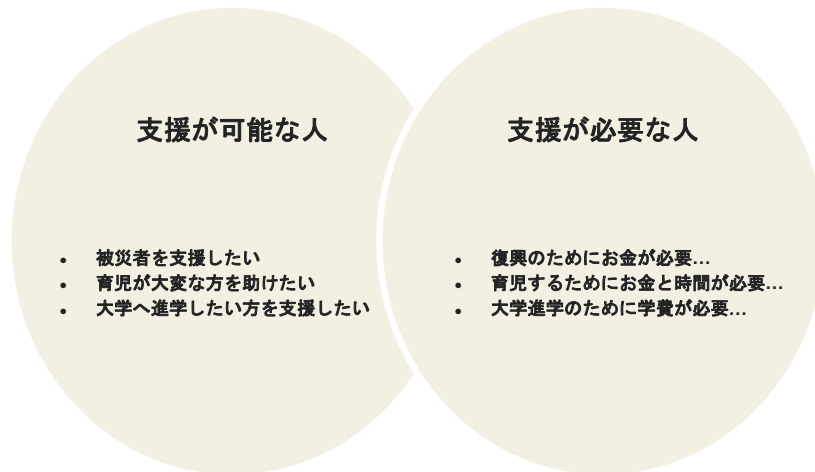 支援が可能な人
• 被災者を支援したい
• 育児が大変な方を助けたい
• 大学へ進学したい方を支援したい
支援が必要な人
• 復興のためにお金が必要…
• 育児するためにお金と時間が必要…
• 大学進学のために学費が必要…